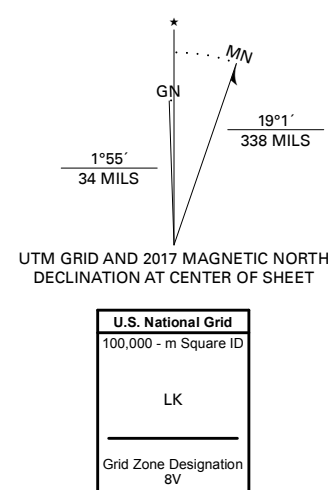 ★
MN
GN
19°1´
338 MILS
1°55´
34 MILS
UTM GRID AND 2017 MAGNETIC NORTH
DECLINATION AT CENTER OF SHEET
U.S. National Grid
100,000 - m Square ID
LK
Grid Zone Designation
8V